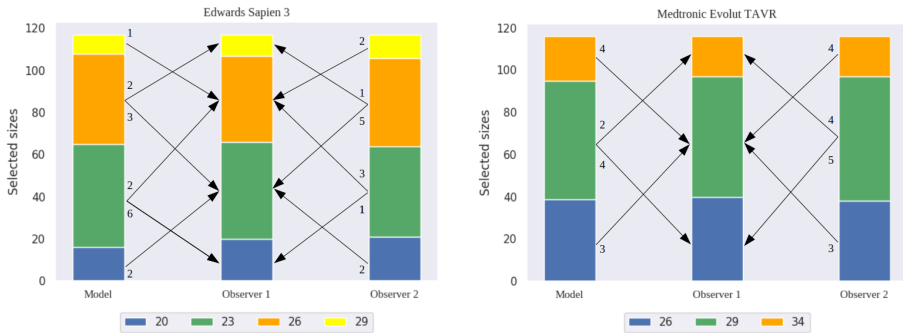 Edwards Sapien 3
120
100
80
60
40
20
0
Selected sizes
1
2
3
2
6
2
2
1
5
3
1
2
Model
Observer 1
Observer 2
20 23 26 29
Medtronic Evolut TAVR
120
100
80
60
40
20
0
Selected sizes
4
2
4
3
4
4
5
3
Model
Observer 1
Observer 2
26 29 34